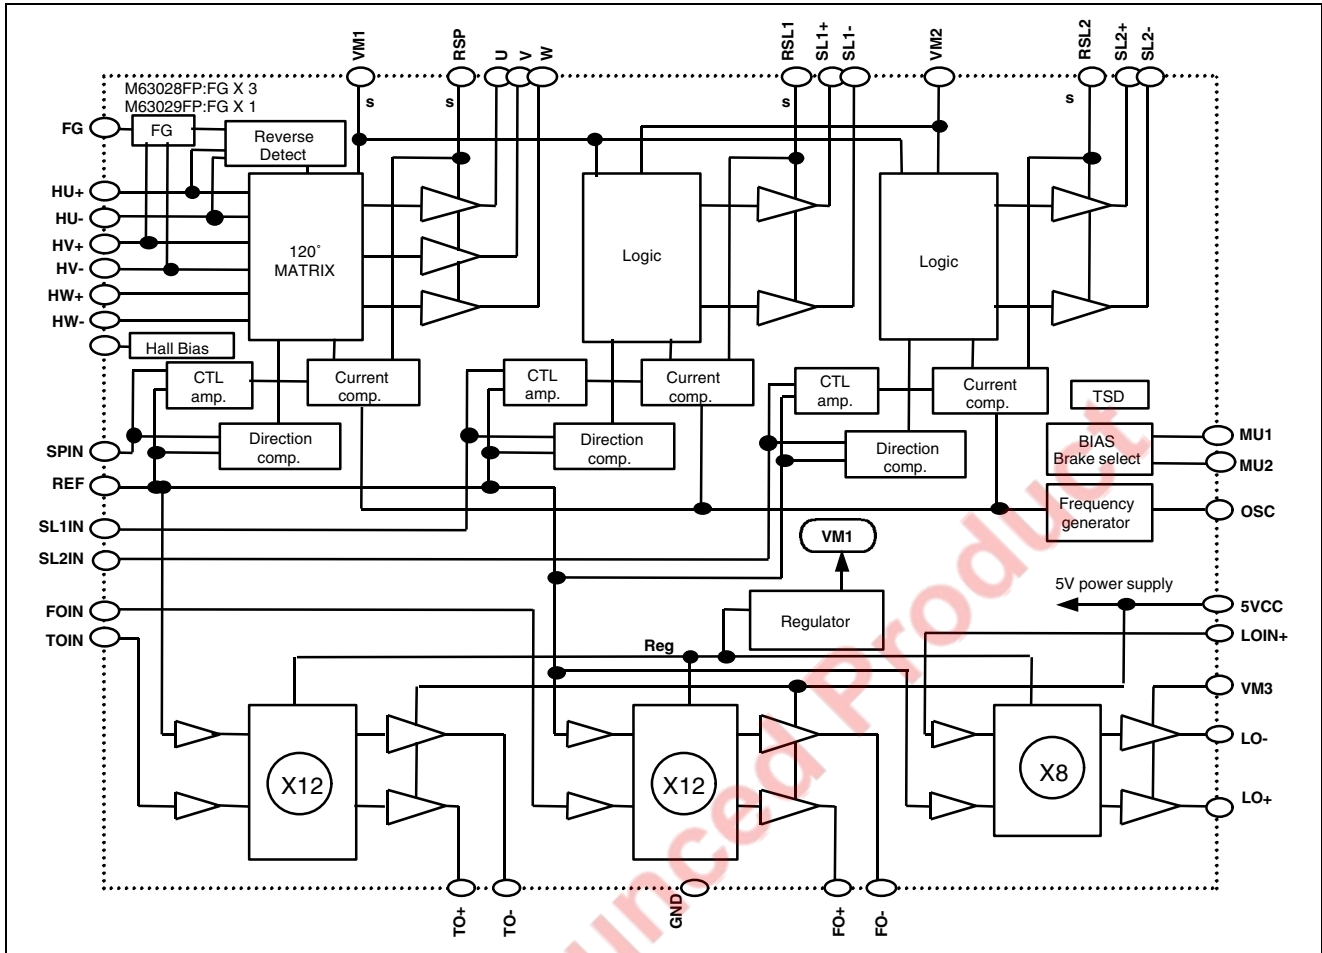 VM1
RSP
U
V
W
RSL1
SL1+
SL1-
VM2
RSL2
SL2+
SL2-
M63028FP:FG X 3
M63029FP:FG X 1
s
s
s
s
FG
FG
Reverse
Detect
HU+
HU-
HV+
HV-
HW+
HW-
120°
MATRIX
Logic
Logic
Hall Bias
CTL
amp.
Current
comp.
CTL
amp.
Current
comp.
CTL
amp.
Current
comp.
TSD
Direction
comp.
Direction
comp.
Direction
comp.
BIAS
Brake select
MU1
MU2
SPIN
REF
SL1IN
SL2IN
Frequency
generator
OSC
VM1
FOIN
TOIN
Regulator
5V power supply
5VCC
LOIN+
Reg
VM3
LO-
LO+
X12
X12
X8
TO+
TO-
GND
FO+
FO-
unced Product